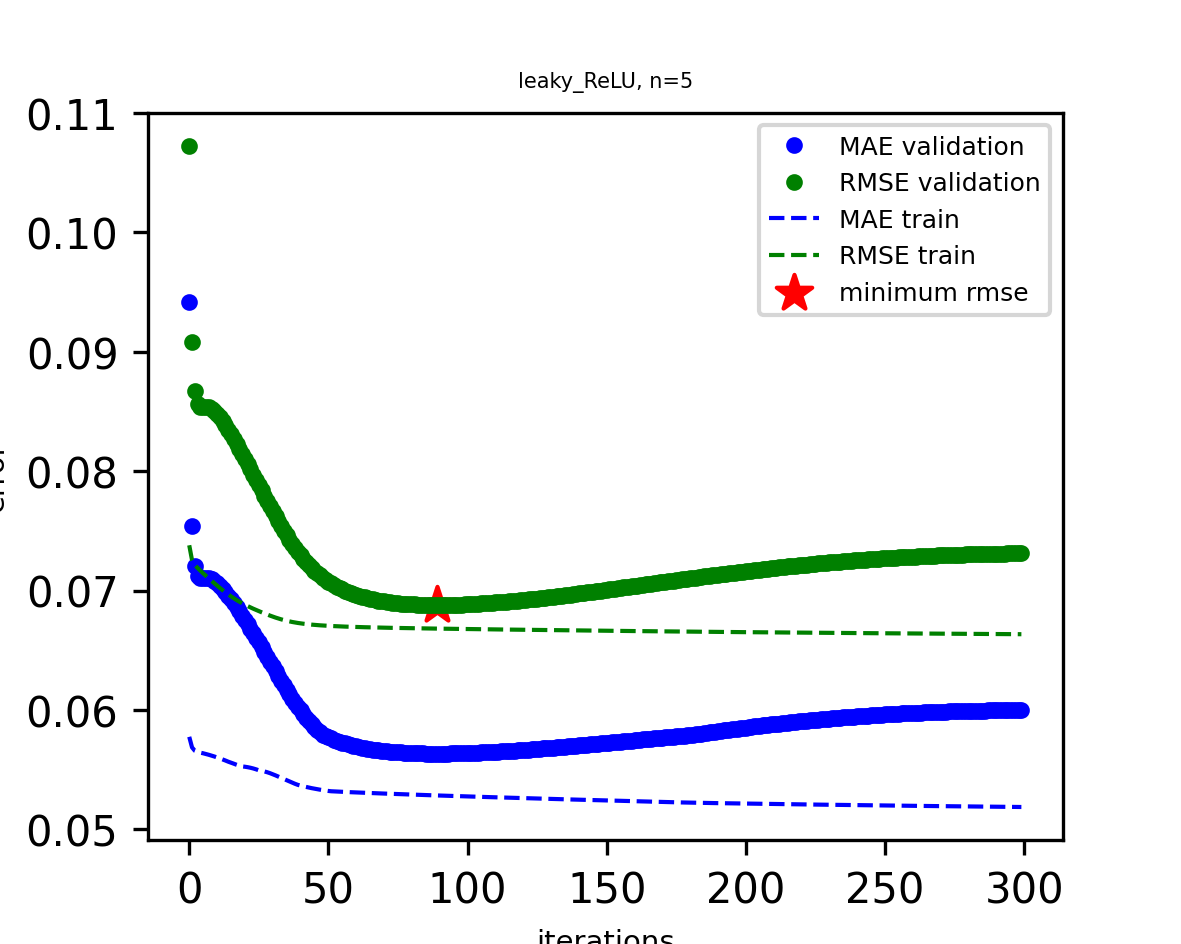 leaky_ReLU, n=5
0.11
0.10
0.09
0.08
0.07
0.06
0.05
MAE validation
RMSE validation
MAE train
RMSE train
minimum rmse
0 50 100 150 200 250 300
iterations